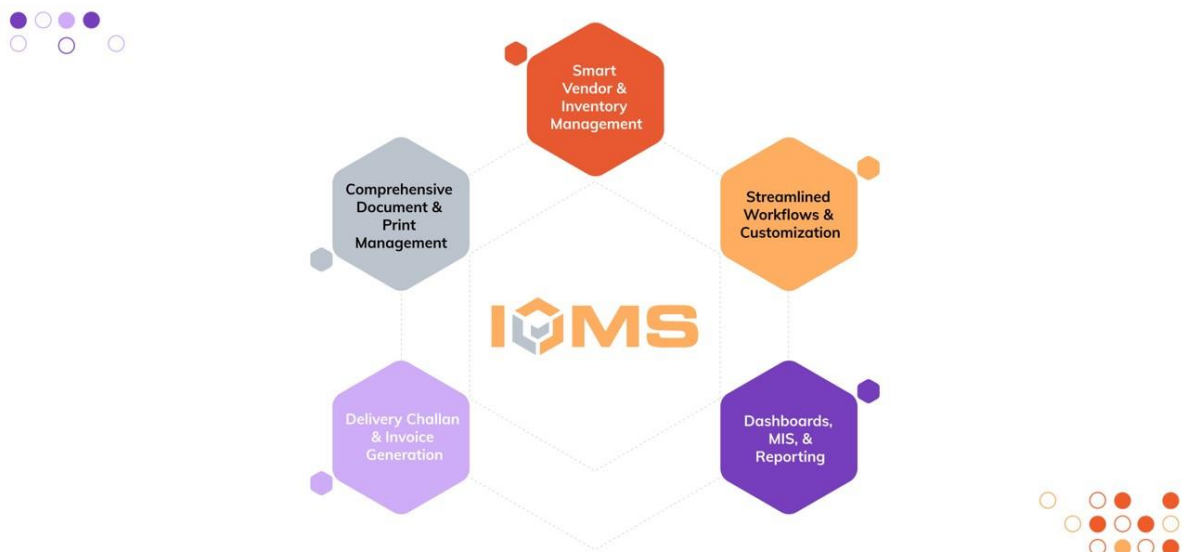 Smart
Vendor &
Inventory
Management
Comprehensive
Document &
Print
Management
Streamlined
Workflows &
Customization
IOMS
Delivery Challan
& Invoice
Generation
Dashboards,
MIS, &
Reporting